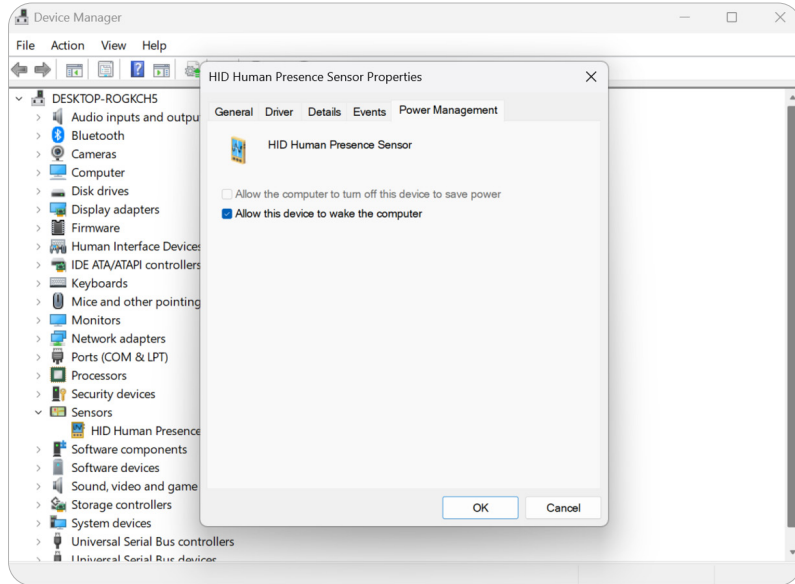 Device Manager
File Action View Help
DESKTOP-ROGKCH5
Audio inputs and outpu
Bluetooth
Cameras
Computer
Disk drives
Display adapters
Firmware
Human Interface Devices
IDE ATA/ATAPI controllers
Keyboards
Mice and other pointing
Monitors
Network adapters
Ports (COM & LPT)
Processors
Security devices
Sensors
HID Human Presence
Software components
Software devices
Sound, video and game
Storage controllers
System devices
Universal Serial Bus controllers
Universal Serial Bus devices
HID Human Presence Sensor Properties
General Driver Details Events Power Management
HID Human Presence Sensor
Allow the computer to turn off this device to save power
Allow this device to wake the computer
OK Cancel